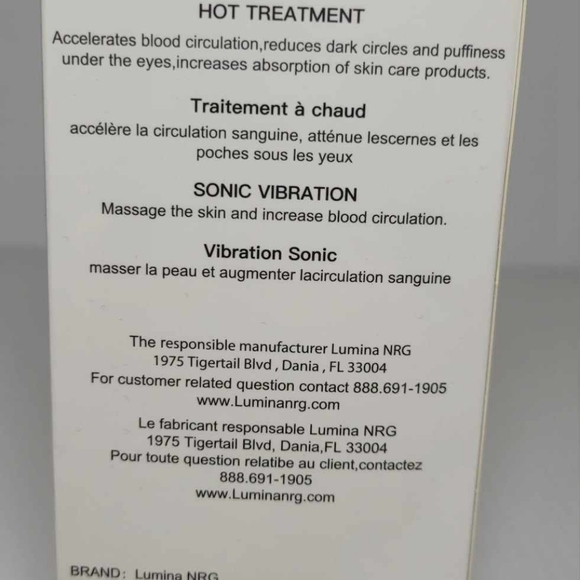 HOT TREATMENT
Accelerates blood circulation,reduces dark circles and puffiness
under the eyes,increases absorption of skin care products.
Traitement à chaud
accélère la circulation sanguine, atténue lescernes et les
poches sous les yeux
SONIC VIBRATION
Massage the skin and increase blood circulation.
Vibration Sonic
masser la peau et augmenter lacirculation sanguine
The responsible manufacturer Lumina NRG
1975 Tigertail Blvd , Dania , FL 33004
For customer related question contact 888.691-1905
www.Luminanrg.com
Le fabricant responsable Lumina NRG
1975 Tigertail Blvd, Dania,FL 33004
Pour toute question relatibe au client,contactez
888.691-1905
www.Luminanrg.com
BRAND: Lumina NRG